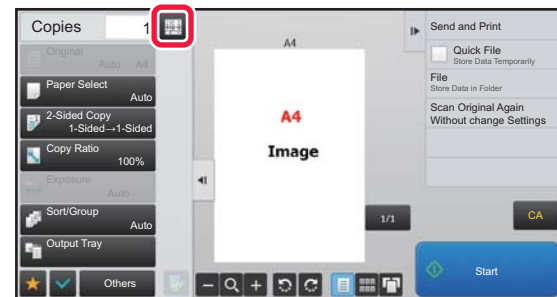 Copies 1
Original
Auto A4
Paper Select
Auto
2-Sided Copy
1-Sided→1-Sided
Copy Ratio
100%
Exposure
Auto
Sort/Group
Auto
Output Tray
Others
A4
A4
Image
1/1
Send and Print
Quick File
Store Data Temporarily
File
Store Data in Folder
Scan Original Again
Without change Settings
CA
Start